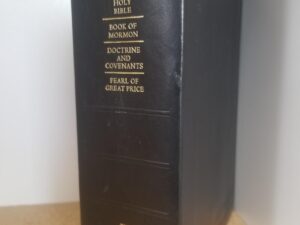 HOLY
BIBLE
BOOK OF
MORMON
DOCTRINE
AND
COVENANTS
PEARL OF
GREAT PRICE